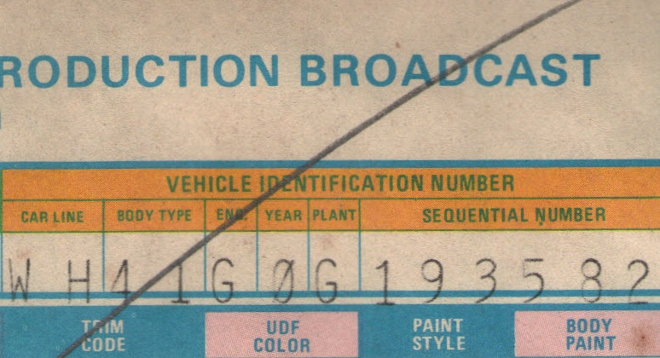 RODUCTION BROADCAST
VEHICLE IDENTIFICATION NUMBER
CAR LINE BODY TYPE ENG. YEAR PLANT SEQUENTIAL NUMBER
W H 4 1 G 0 G 1 9 3 5 8 2
TRIM CODE UDF COLOR PAINT STYLE BODY PAINT